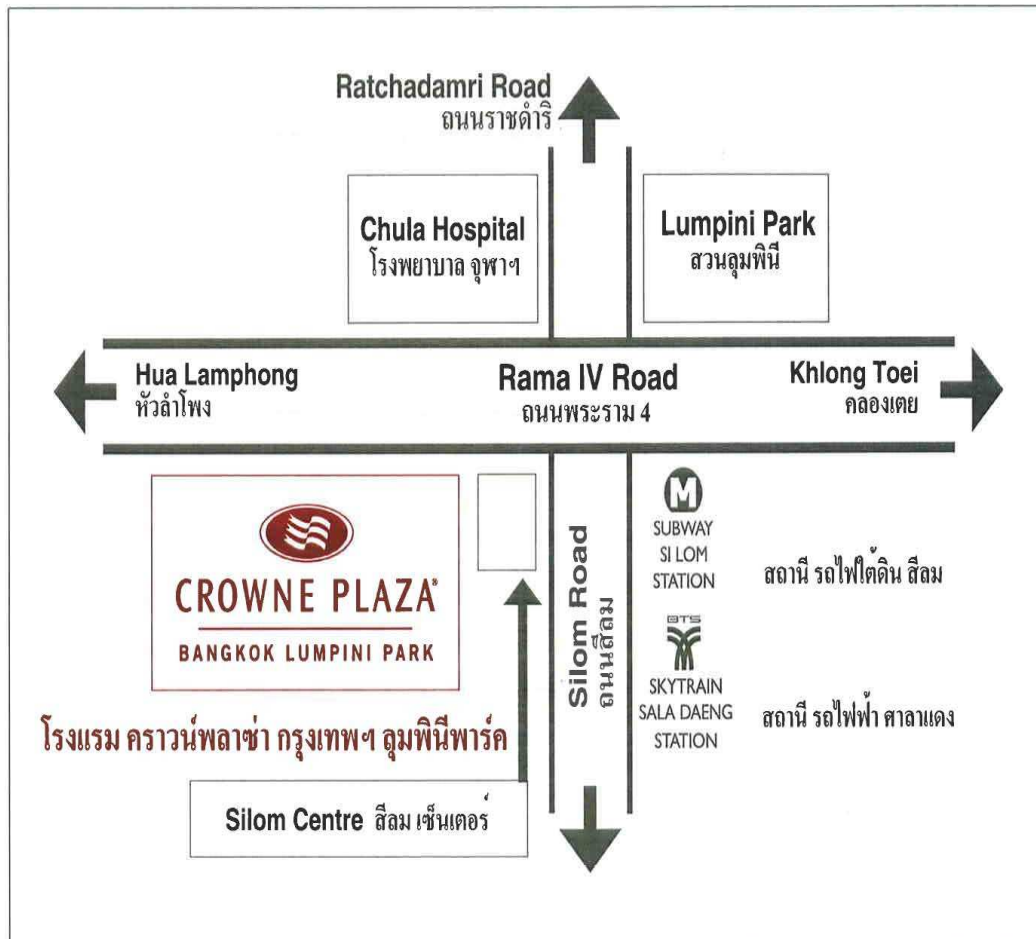 Ratchadamri Road
ถนนราชดำริ
Chula Hospital
โรงพยาบาล จุฬาฯ
Lumpini Park
สวนลุมพินี
Hua Lamphong
หัวลำโพง
Rama IV Road
ถนนพระราม 4
Khlong Toei
คลองเตย
CROWNE PLAZA®
BANGKOK LUMPINI PARK
โรงแรม คราวน์พลาซ่า กรุงเทพฯ ลุมพินีพาร์ค
Silom Centre สีลม เซ็นเตอร์
Silom Road
ถนนสีลม
M
SUBWAY
SI LOM
STATION
สถานี รถไฟใต้ดิน สีลม
BTS
SKYTRAIN
SALA DAENG
STATION
สถานี รถไฟฟ้า ศาลาแดง